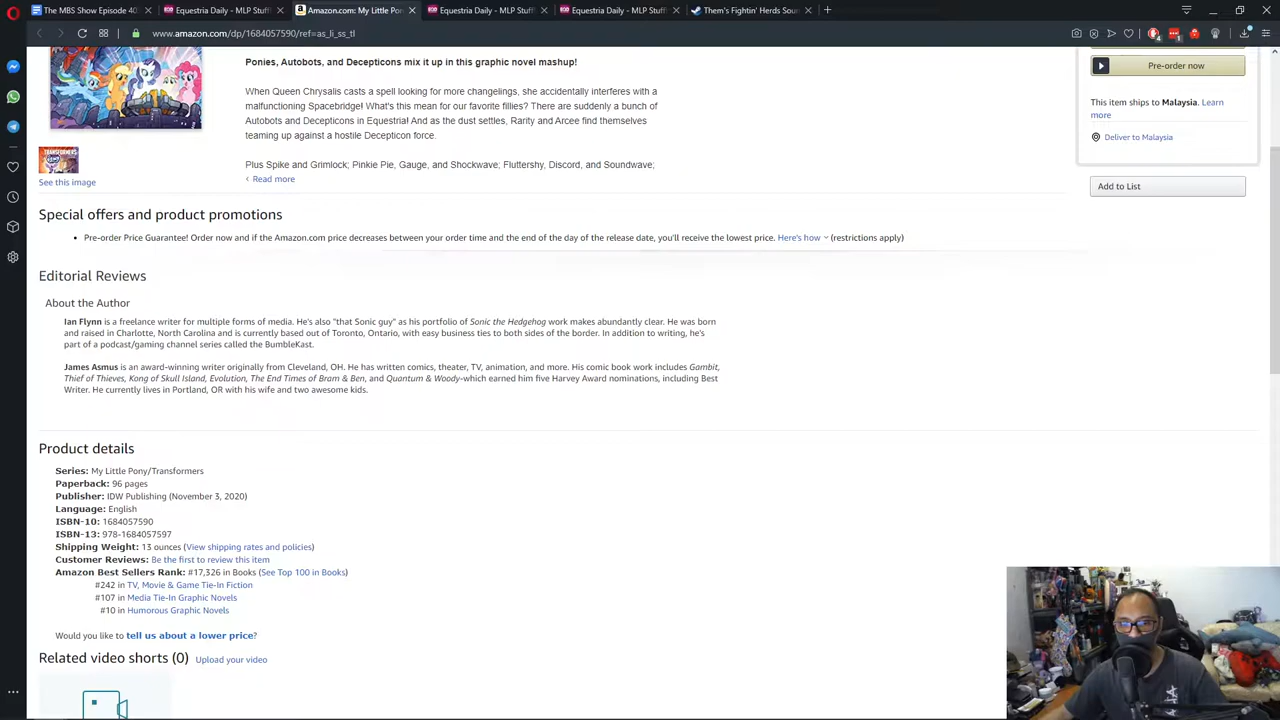 The MBS Show Episode 40
Equestria Daily - MLP Stuff!
Amazon.com: My Little Pon
Equestria Daily - MLP Stuff!
Equestria Daily - MLP Stuff!
Them's Fightin' Herds Soun
www.amazon.com/dp/1684057590/ref=as_li_ss_tl
Ponies, Autobots, and Decepticons mix it up in this graphic novel mashup!
Pre-order now
When Queen Chrysalis casts a spell looking for more changelings, she accidentally interferes with a
malfunctioning Spacebridge! What's this mean for our favorite fillies? There are suddenly a bunch of
Autobots and Decepticons in Equestria! And as the dust settles, Rarity and Arcee find themselves
teaming up against a hostile Decepticon force.
This item ships to Malaysia. Learn
more
Deliver to Malaysia
TRANSFORMERS
Plus Spike and Grimlock; Pinkie Pie, Gauge, and Shockwave; Fluttershy, Discord, and Soundwave;
Read more
See this image
Add to List
Special offers and product promotions
Pre-order Price Guarantee! Order now and if the Amazon.com price decreases between your order time and the end of the day of the release date, you'll receive the lowest price. Here's how (restrictions apply)
Editorial Reviews
About the Author
Ian Flynn is a freelance writer for multiple forms of media. He's also "that Sonic guy" as his portfolio of Sonic the Hedgehog work makes abundantly clear. He was born
and raised in Charlotte, North Carolina and is currently based out of Toronto, Ontario, with easy business ties to both sides of the border. In addition to writing, he's
part of a podcast/gaming channel series called the BumbleKast.
James Asmus is an award-winning writer originally from Cleveland, OH. He has written comics, theater, TV, animation, and more. His comic book work includes Gambit,
Thief of Thieves, Kong of Skull Island, Evolution, The End Times of Bram & Ben, and Quantum & Woody-which earned him five Harvey Award nominations, including Best
Writer. He currently lives in Portland, OR with his wife and two awesome kids.
Product details
Series: My Little Pony/Transformers
Paperback: 96 pages
Publisher: IDW Publishing (November 3, 2020)
Language: English
ISBN-10: 1684057590
ISBN-13: 978-1684057597
Shipping Weight: 13 ounces (View shipping rates and policies)
Customer Reviews: Be the first to review this item
Amazon Best Sellers Rank: #17,326 in Books (See Top 100 in Books)
#242 in TV, Movie & Game Tie-In Fiction
#107 in Media Tie-In Graphic Novels
#10 in Humorous Graphic Novels
Would you like to tell us about a lower price?
Related video shorts (0) Upload your video